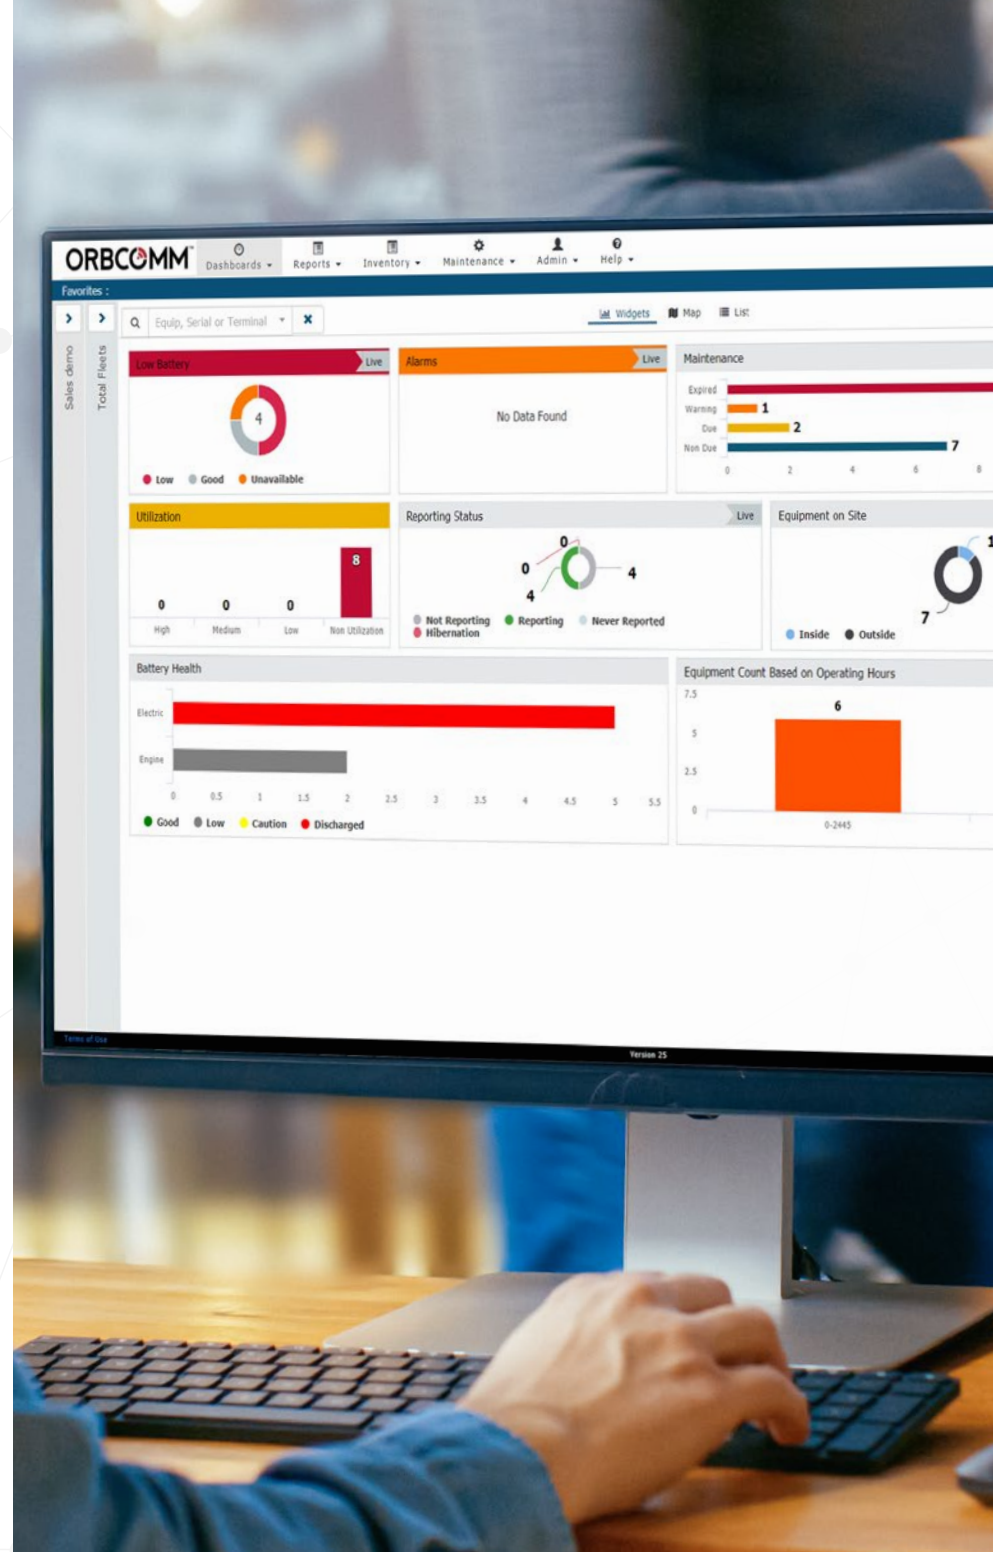 ORBCOMM™
Dashboards
Reports
Inventory
Maintenance
Admin
Help
Favorites :
Sales demo
Total Fleets
Equip, Serial or Terminal
Widgets
Map
List
Low Battery
Live
4
Low
Good
Unavailable
Alarms
Live
No Data Found
Maintenance
Expired
Warning 1
Due 2
Non Due 7
0 2 4 6 8
Utilization
0 0 0 8
High Medium Low Non Utilization
Reporting Status
Live
0
0
4
4
Not Reporting Reporting Never Reported
Hibernation
Equipment on Site
1
7
Inside Outside
Battery Health
Electric
Engine
0 0.5 1 1.5 2 2.5 3 3.5 4 4.5 5 5.5
Good Low Caution Discharged
Equipment Count Based on Operating Hours
7.5
6
5
2.5
0
0-2445
Terms of Use
Version 25